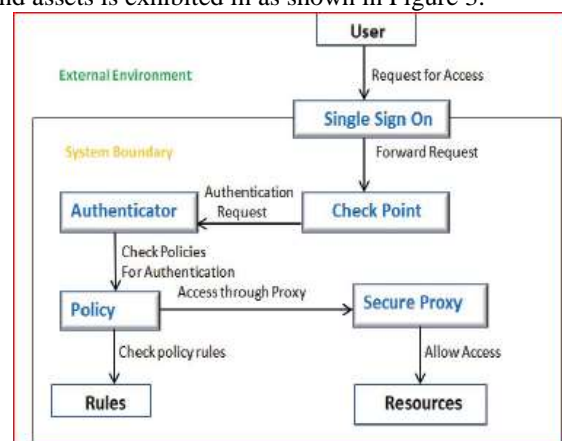 nd assets is exhibited in as shown in Figure 3.
User
External Environment
Request for Access
Single Sign On
System Boundary
Forward Request
Authentication
Request
Authenticator
Check Point
Check Policies
For Authentication
Access through Proxy
Policy
Secure Proxy
Check policy rules
Allow Access
Rules
Resources